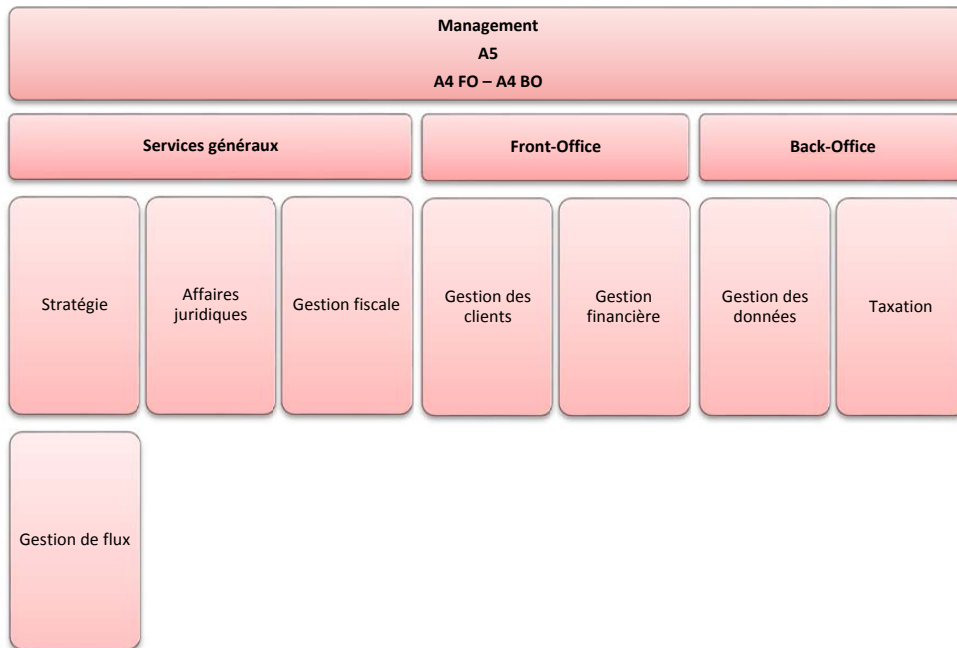 Management
A5
A4 FO – A4 BO
Services généraux
Front-Office
Back-Office
Stratégie
Affaires
juridiques
Gestion fiscale
Gestion des
clients
Gestion
financière
Gestion des
données
Taxation
Gestion de flux